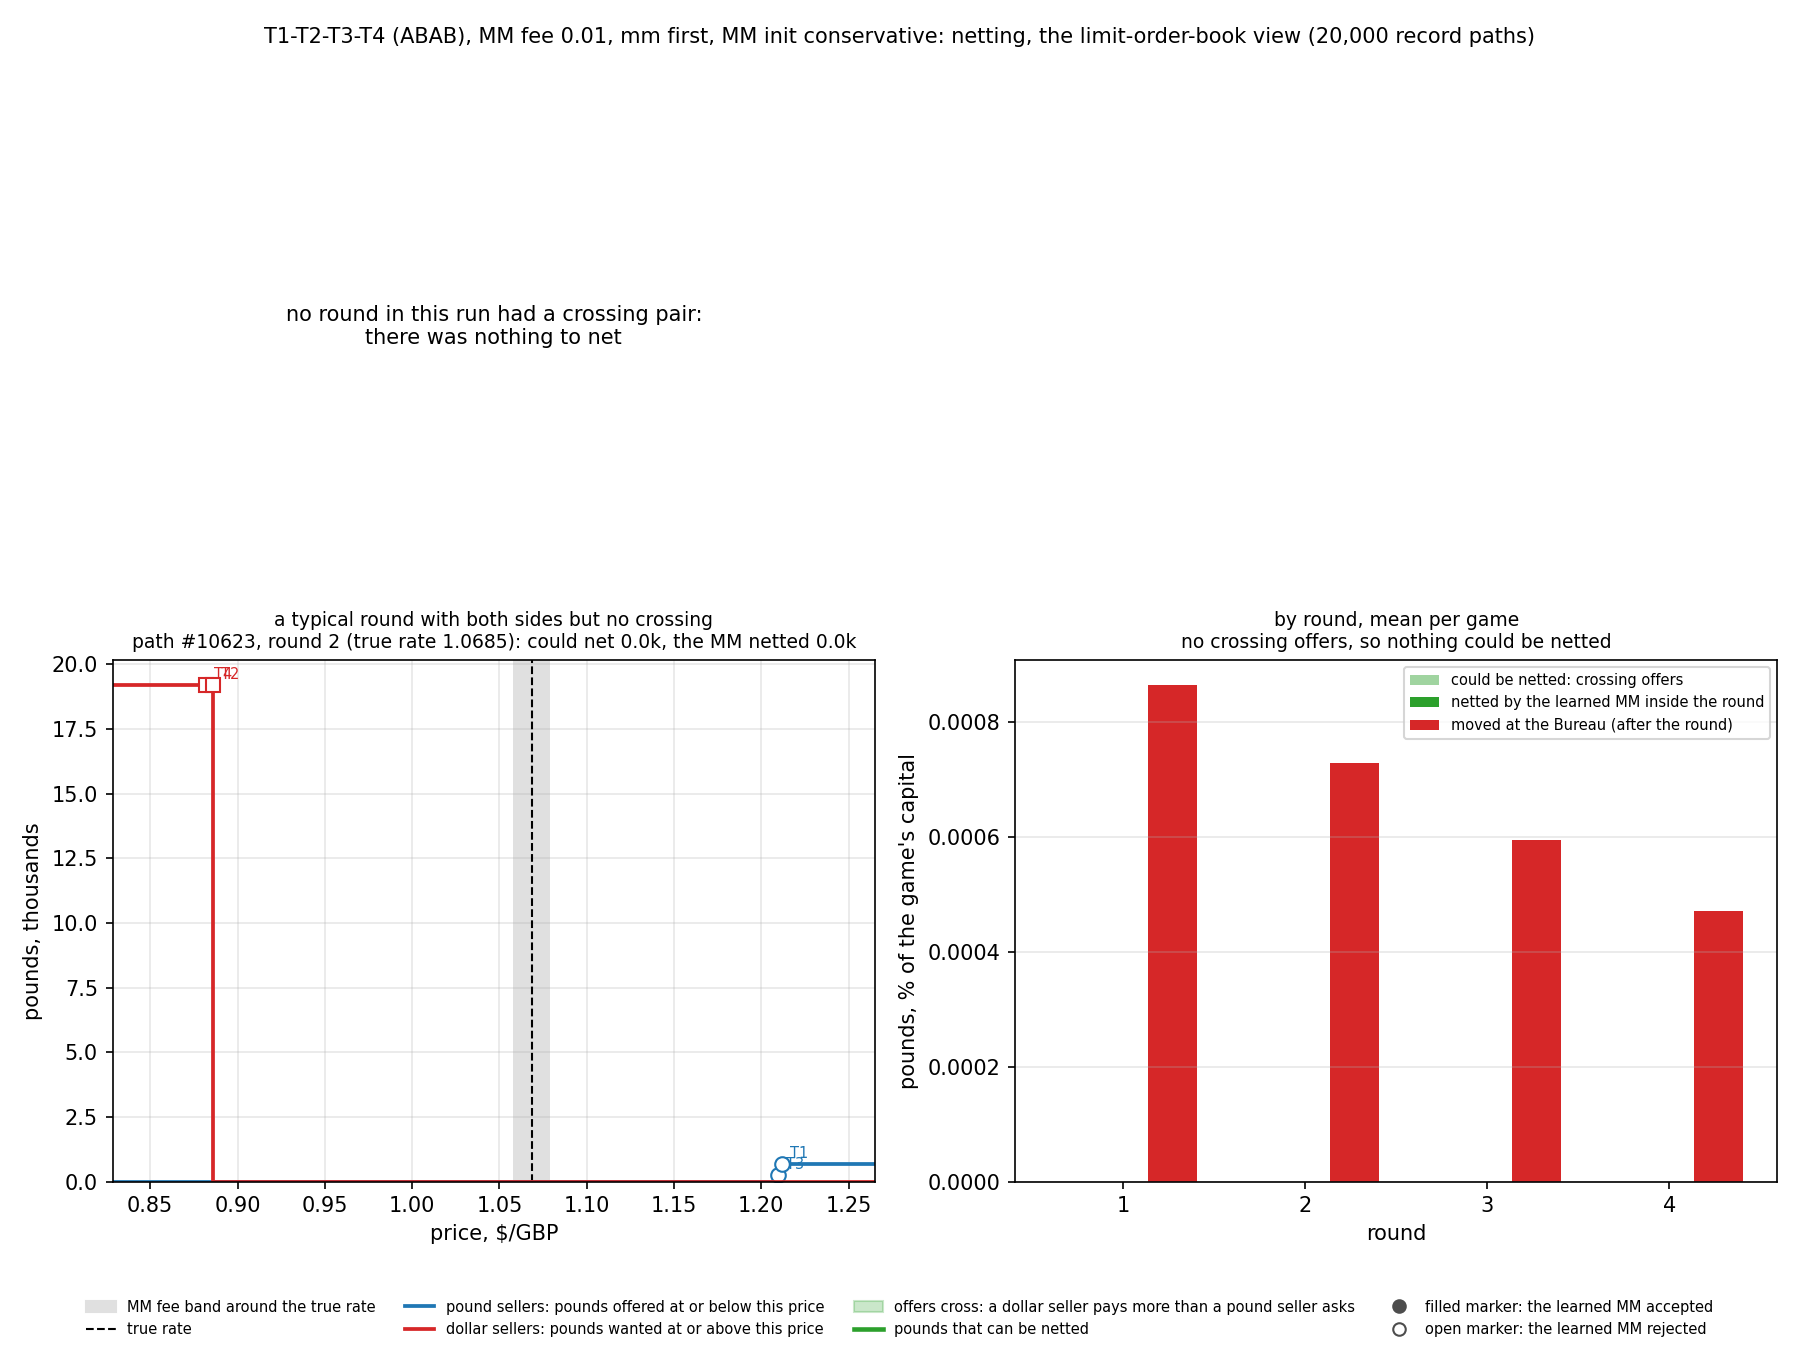 T1-T2-T3-T4 (ABAB), MM fee 0.01, mm first, MM init conservative: netting, the limit-order-book view (20,000 record paths)
no round in this run had a crossing pair:
there was nothing to net
a typical round with both sides but no crossing
path #10623, round 2 (true rate 1.0685): could net 0.0k, the MM netted 0.0k
pounds, thousands
20.0
17.5
15.0
12.5
10.0
7.5
5.0
2.5
0.0
T4
T2
T1
T3
0.85
0.90
0.95
1.00
1.05
1.10
1.15
1.20
1.25
price, $/GBP
by round, mean per game
no crossing offers, so nothing could be netted
could be netted: crossing offers
netted by the learned MM inside the round
moved at the Bureau (after the round)
pounds, % of the game's capital
0.0008
0.0006
0.0004
0.0002
0.0000
1
2
3
4
round
MM fee band around the true rate
true rate
pound sellers: pounds offered at or below this price
dollar sellers: pounds wanted at or above this price
offers cross: a dollar seller pays more than a pound seller asks
pounds that can be netted
filled marker: the learned MM accepted
open marker: the learned MM rejected